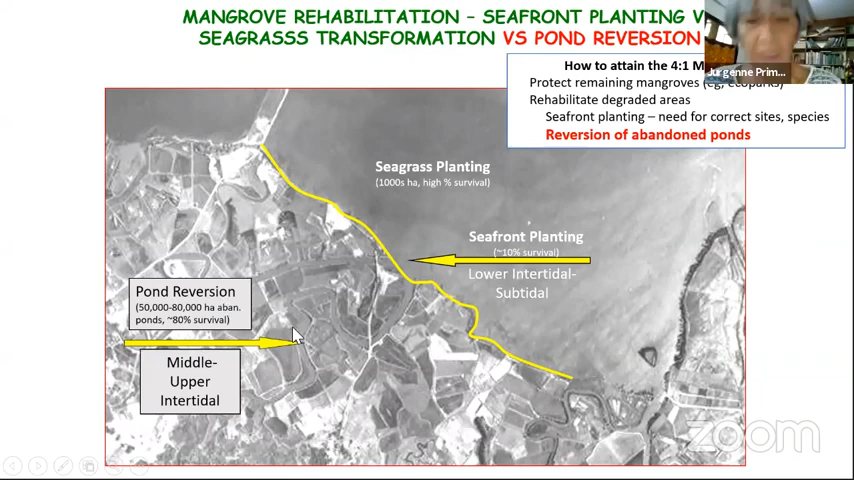 MANGROVE REHABILITATION – SEAFRONT PLANTING
SEAGRASSS TRANSFORMATION VS POND REVERSION
How to attain the 4:1
Jurgenne Prim...
Protect remaining mangroves (eg, ecoparks)
Rehabilitate degraded areas
Seafront planting – need for correct sites, species
Reversion of abandoned ponds
Seagrass Planting
(1000s ha, high % survival)
Seafront Planting
(~10% survival)
Lower Intertidal-
Subtidal
Pond Reversion
(50,000-80,000 ha aban.
ponds, ~80% survival)
Middle-
Upper
Intertidal
zoom